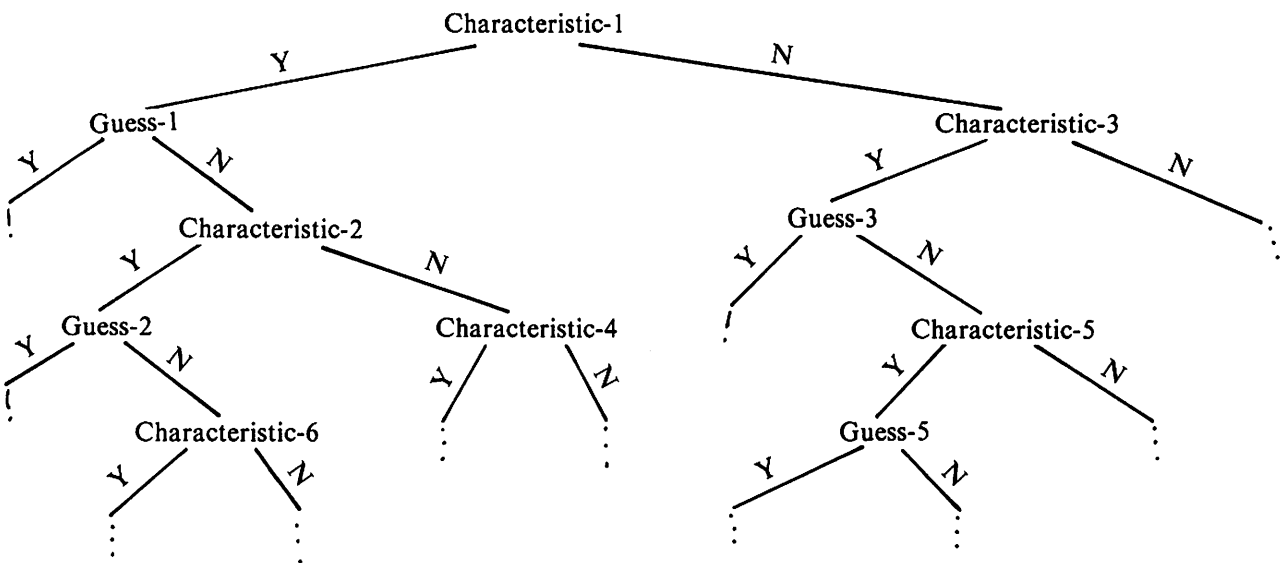 Characteristic-1
Y N
Guess-1 Characteristic-3
Y N Y N
Characteristic-2 Guess-3
Y N Y N
Guess-2 Characteristic-4 Characteristic-5
Y N Y N Y N
Characteristic-6 Guess-5
Y N Y N